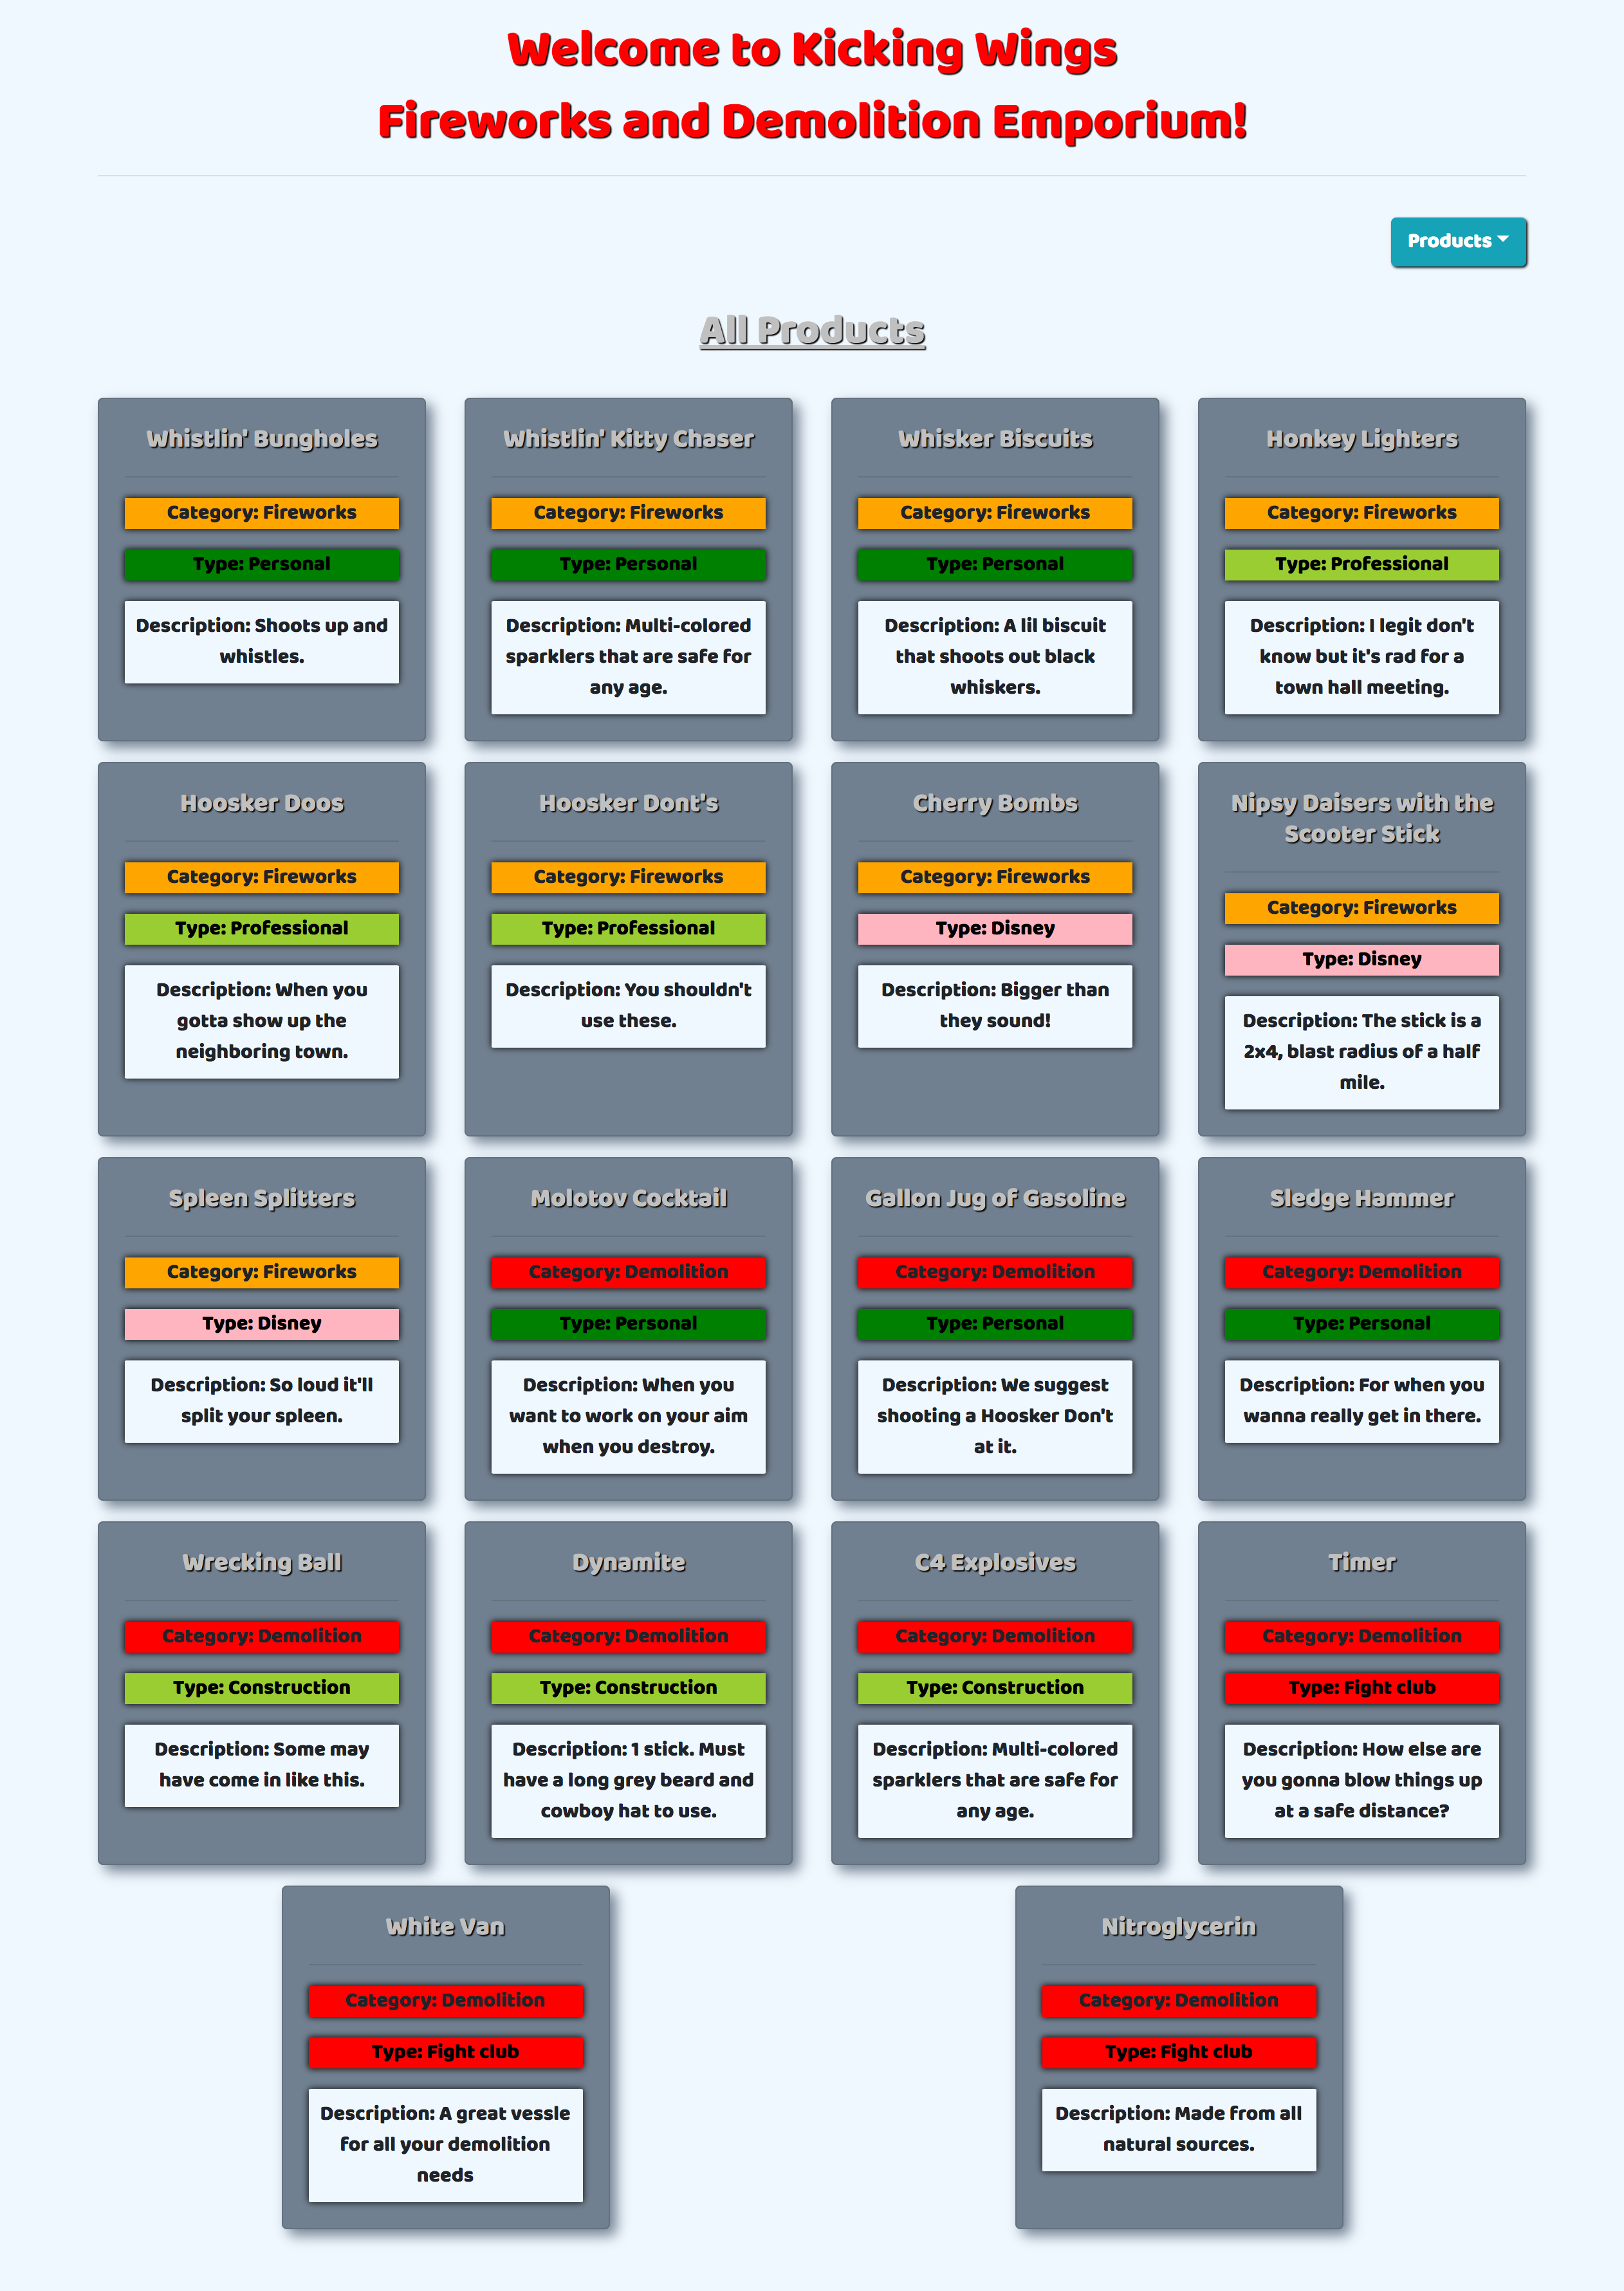 Welcome to Kicking Wings
Fireworks and Demolition Emporium!
Products
All Products
Whistlin' Bungholes
Category: Fireworks
Type: Personal
Description: Shoots up and
whistles.
Whistlin' Kitty Chaser
Category: Fireworks
Type: Personal
Description: Multi-colored
sparklers that are safe for
any age.
Whisker Biscuits
Category: Fireworks
Type: Personal
Description: A lil biscuit
that shoots out black
whiskers.
Honkey Lighters
Category: Fireworks
Type: Professional
Description: I legit don't
know but it's rad for a
town hall meeting.
Hoosker Doos
Category: Fireworks
Type: Professional
Description: When you
gotta show up the
neighboring town.
Hoosker Dont's
Category: Fireworks
Type: Professional
Description: You shouldn't
use these.
Cherry Bombs
Category: Fireworks
Type: Disney
Description: Bigger than
they sound!
Nipsy Daisers with the
Scooter Stick
Category: Fireworks
Type: Disney
Description: The stick is a
2x4, blast radius of a half
mile.
Spleen Splitters
Category: Fireworks
Type: Disney
Description: So loud it'll
split your spleen.
Molotov Cocktail
Category: Demolition
Type: Personal
Description: When you
want to work on your aim
when you destroy.
Gallon Jug of Gasoline
Category: Demolition
Type: Personal
Description: We suggest
shooting a Hoosker Don't
at it.
Sledge Hammer
Category: Demolition
Type: Personal
Description: For when you
wanna really get in there.
Wrecking Ball
Category: Demolition
Type: Construction
Description: Some may
have come in like this.
Dynamite
Category: Demolition
Type: Construction
Description: 1 stick. Must
have a long grey beard and
cowboy hat to use.
C4 Explosives
Category: Demolition
Type: Construction
Description: Multi-colored
sparklers that are safe for
any age.
Timer
Category: Demolition
Type: Fight club
Description: How else are
you gonna blow things up
at a safe distance?
White Van
Category: Demolition
Type: Fight club
Description: A great vessle
for all your demolition
needs
Nitroglycerin
Category: Demolition
Type: Fight club
Description: Made from all
natural sources.